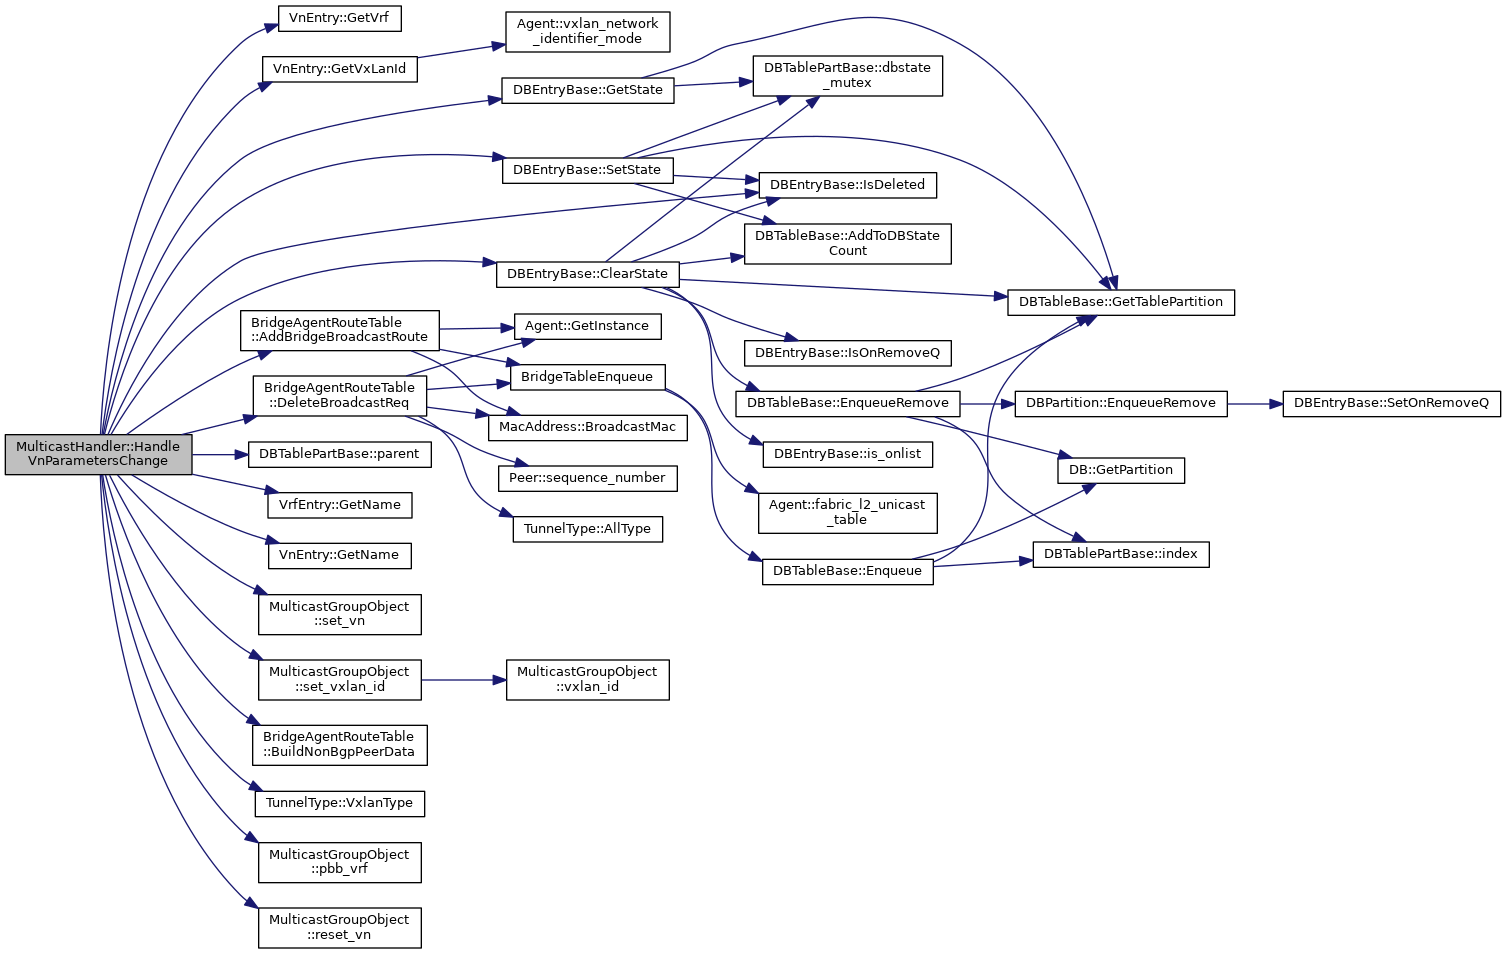 MulticastHandler::Handle
VnParametersChange
VnEntry::GetVrf
VnEntry::GetVxLanId
Agent::vxlan_network
_identifier_mode
DBEntryBase::GetState
DBTablePartBase::dbstate
_mutex
DBEntryBase::SetState
DBEntryBase::IsDeleted
DBTableBase::AddToDBState
Count
DBEntryBase::ClearState
DBTableBase::GetTablePartition
BridgeAgentRouteTable
::AddBridgeBroadcastRoute
Agent::GetInstance
DBEntryBase::IsOnRemoveQ
BridgeAgentRouteTable
::DeleteBroadcastReq
BridgeTableEnqueue
DBTableBase::EnqueueRemove
DBPartition::EnqueueRemove
DBEntryBase::SetOnRemoveQ
MacAddress::BroadcastMac
DBTablePartBase::parent
DBEntryBase::is_onlist
DB::GetPartition
Peer::sequence_number
VrfEntry::GetName
Agent::fabric_l2_unicast
_table
TunnelType::AllType
VnEntry::GetName
DBTablePartBase::index
DBTableBase::Enqueue
MulticastGroupObject
::set_vn
MulticastGroupObject
::set_vxlan_id
MulticastGroupObject
::vxlan_id
BridgeAgentRouteTable
::BuildNonBgpPeerData
TunnelType::VxlanType
MulticastGroupObject
::pbb_vrf
MulticastGroupObject
::reset_vn